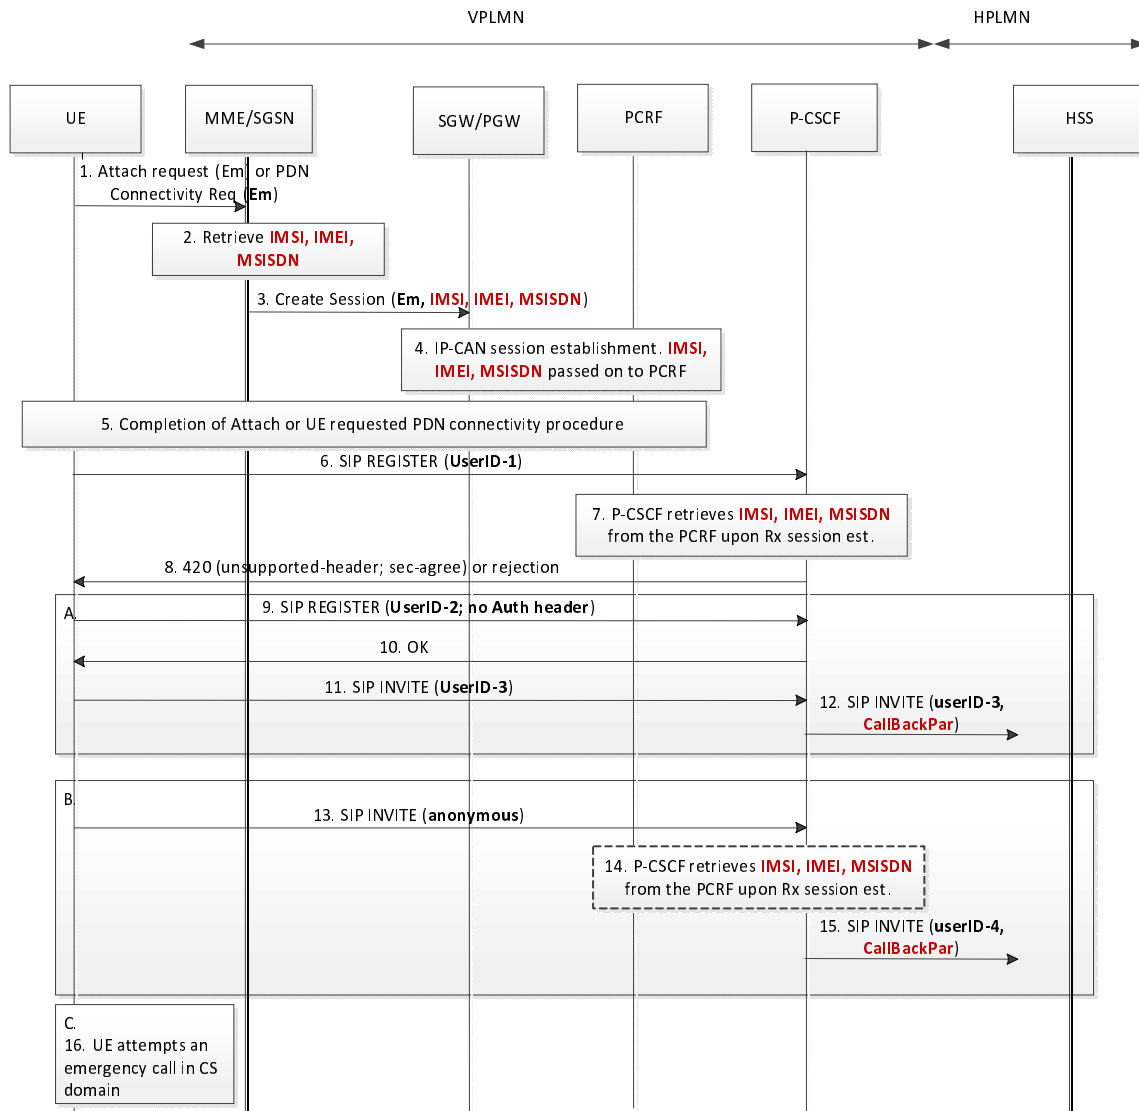 VPLMN
HPLMN
UE
MME/SGSN
SGW/PGW
PCRF
P-CSCF
HSS
1. Attach request (Em) or PDN
Connectivity Req (Em)
2. Retrieve IMSI, IMEI,
MSISDN
3. Create Session (Em, IMSI, IMEI, MSISDN)
4. IP-CAN session establishment. IMSI,
IMEI, MSISDN passed on to PCRF
5. Completion of Attach or UE requested PDN connectivity procedure
6. SIP REGISTER (UserID-1)
7. P-CSCF retrieves IMSI, IMEI, MSISDN
from the PCRF upon Rx session est.
8. 420 (unsupported-header; sec-agree) or rejection
A.
9. SIP REGISTER (UserID-2; no Auth header)
10. OK
11. SIP INVITE (UserID-3)
12. SIP INVITE (userID-3,
CallBackPar)
B.
13. SIP INVITE (anonymous)
14. P-CSCF retrieves IMSI, IMEI, MSISDN
from the PCRF upon Rx session est.
15. SIP INVITE (userID-4,
CallBackPar)
C.
16. UE attempts an
emergency call in CS
domain